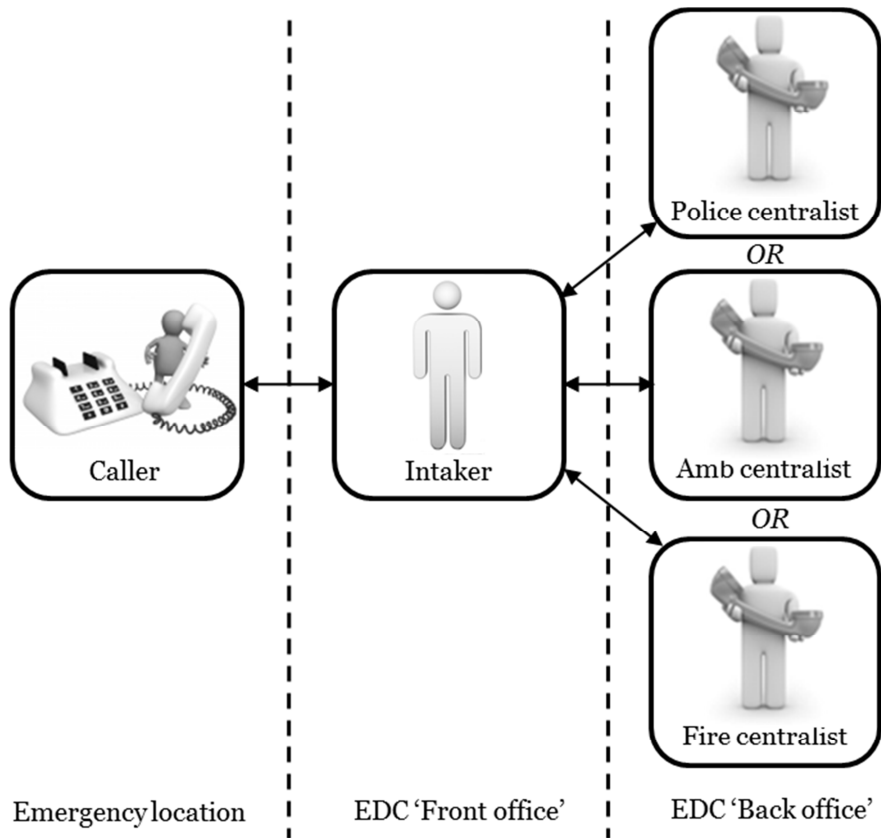 Police centralist
OR
Caller
Intaker
Amb centralist
OR
Fire centralist
Emergency location
EDC ‘Front office’
EDC ‘Back office’